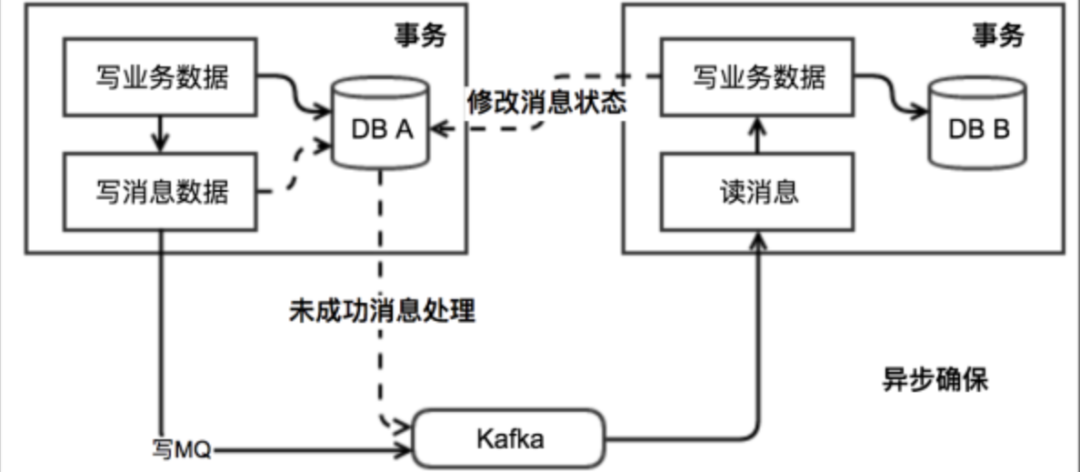 事务
写业务数据
DB A
写消息数据
修改消息状态
事务
写业务数据
DB B
读消息
未成功消息处理
异步确保
写MQ
Kafka